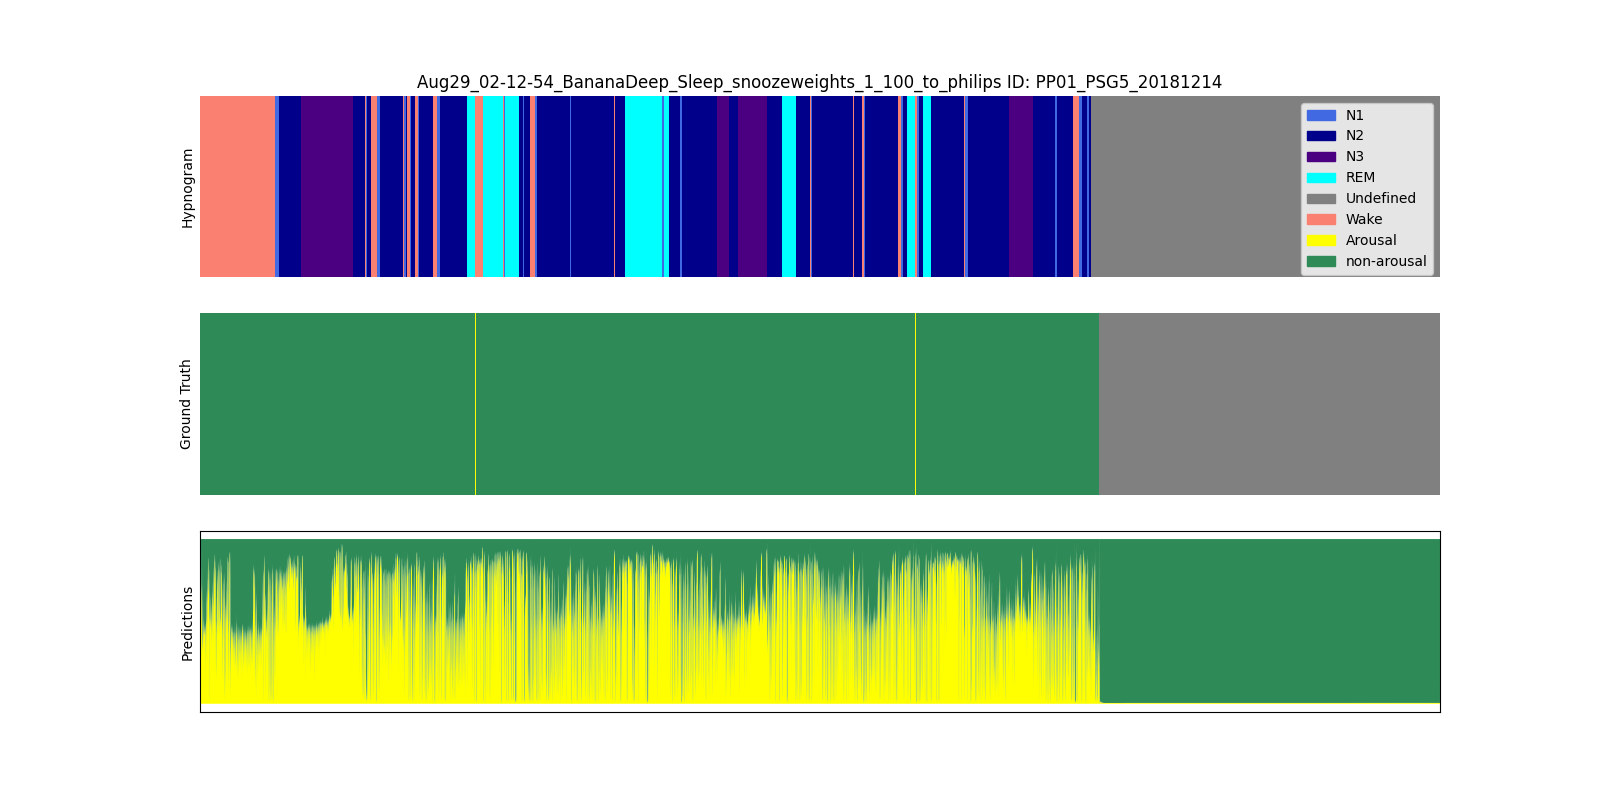 Aug29_02-12-54_BananaDeep_Sleep_snoozeweights_1_100_to_philips ID: PP01_PSG5_20181214
Hypnogram
N1
N2
N3
REM
Undefined
Wake
Arousal
non-arousal
Ground Truth
Predictions